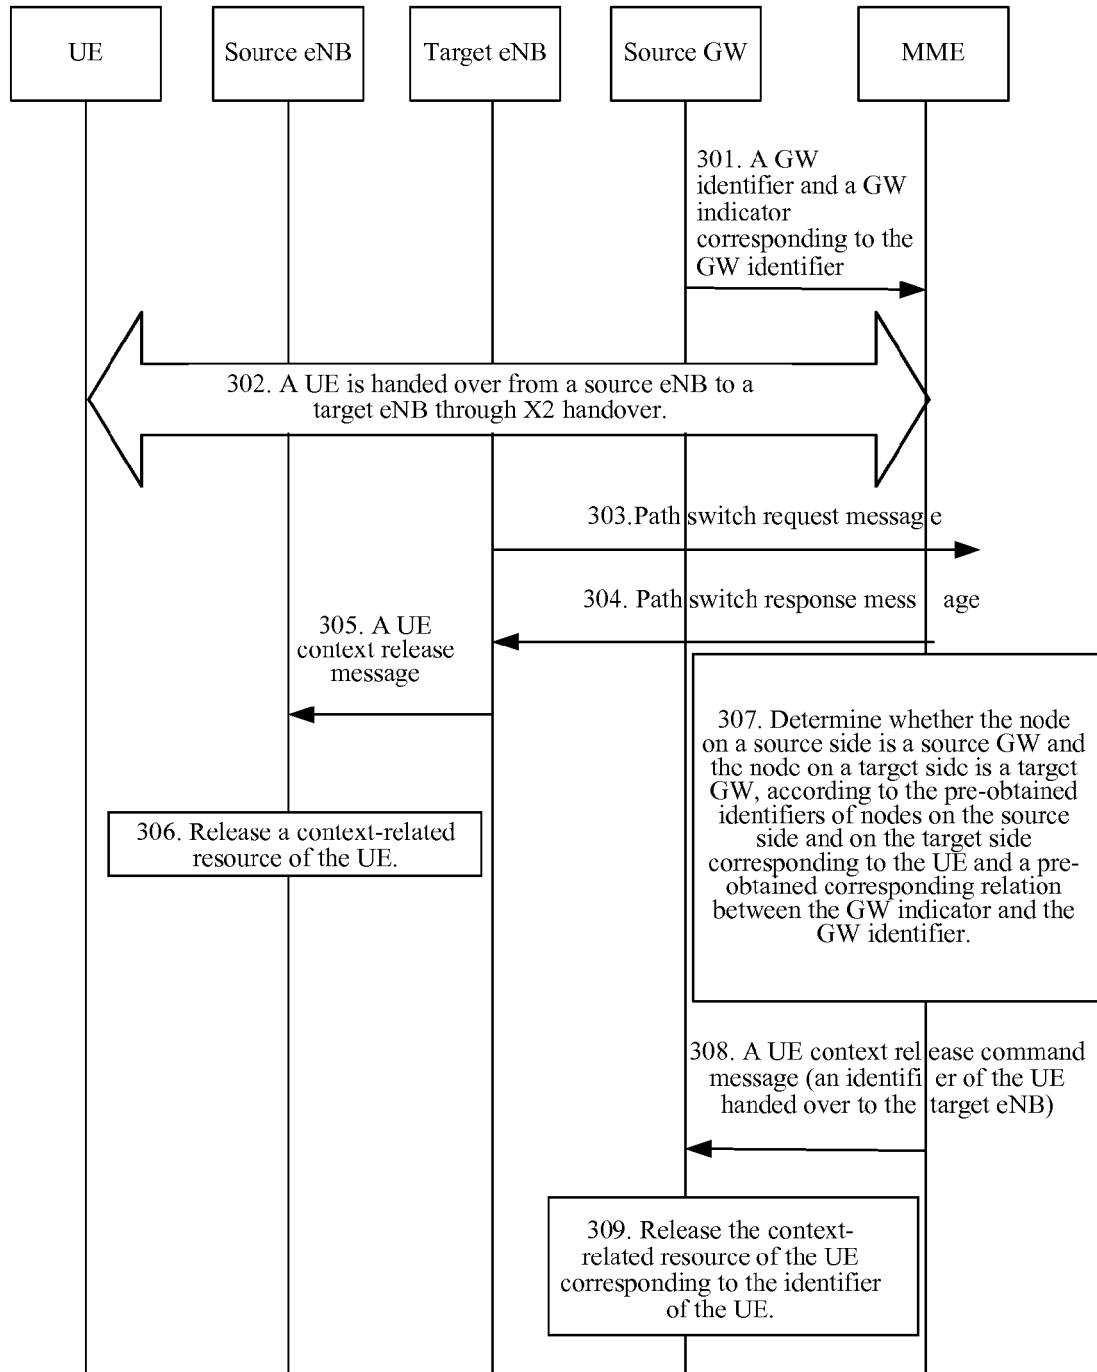 UE
Source eNB
Target eNB
Source GW
MME
301. A GW
identifier and a GW
indicator
corresponding to the
GW identifier
302. A UE is handed over from a source eNB to a
target eNB through X2 handover.
303.Path switch request message
304. Path switch response message
305. A UE
context release
message
306. Release a context-related
resource of the UE.
307. Determine whether the node
on a source side is a source GW and
the node on a target side is a target
GW, according to the pre-obtained
identifiers of nodes on the source
side and on the target side
corresponding to the UE and a pre-
obtained corresponding relation
between the GW indicator and the
GW identifier.
308. A UE context release command
message (an identifier of the UE
handed over to the target eNB)
309. Release the context-
related resource of the UE
corresponding to the identifier
of the UE.